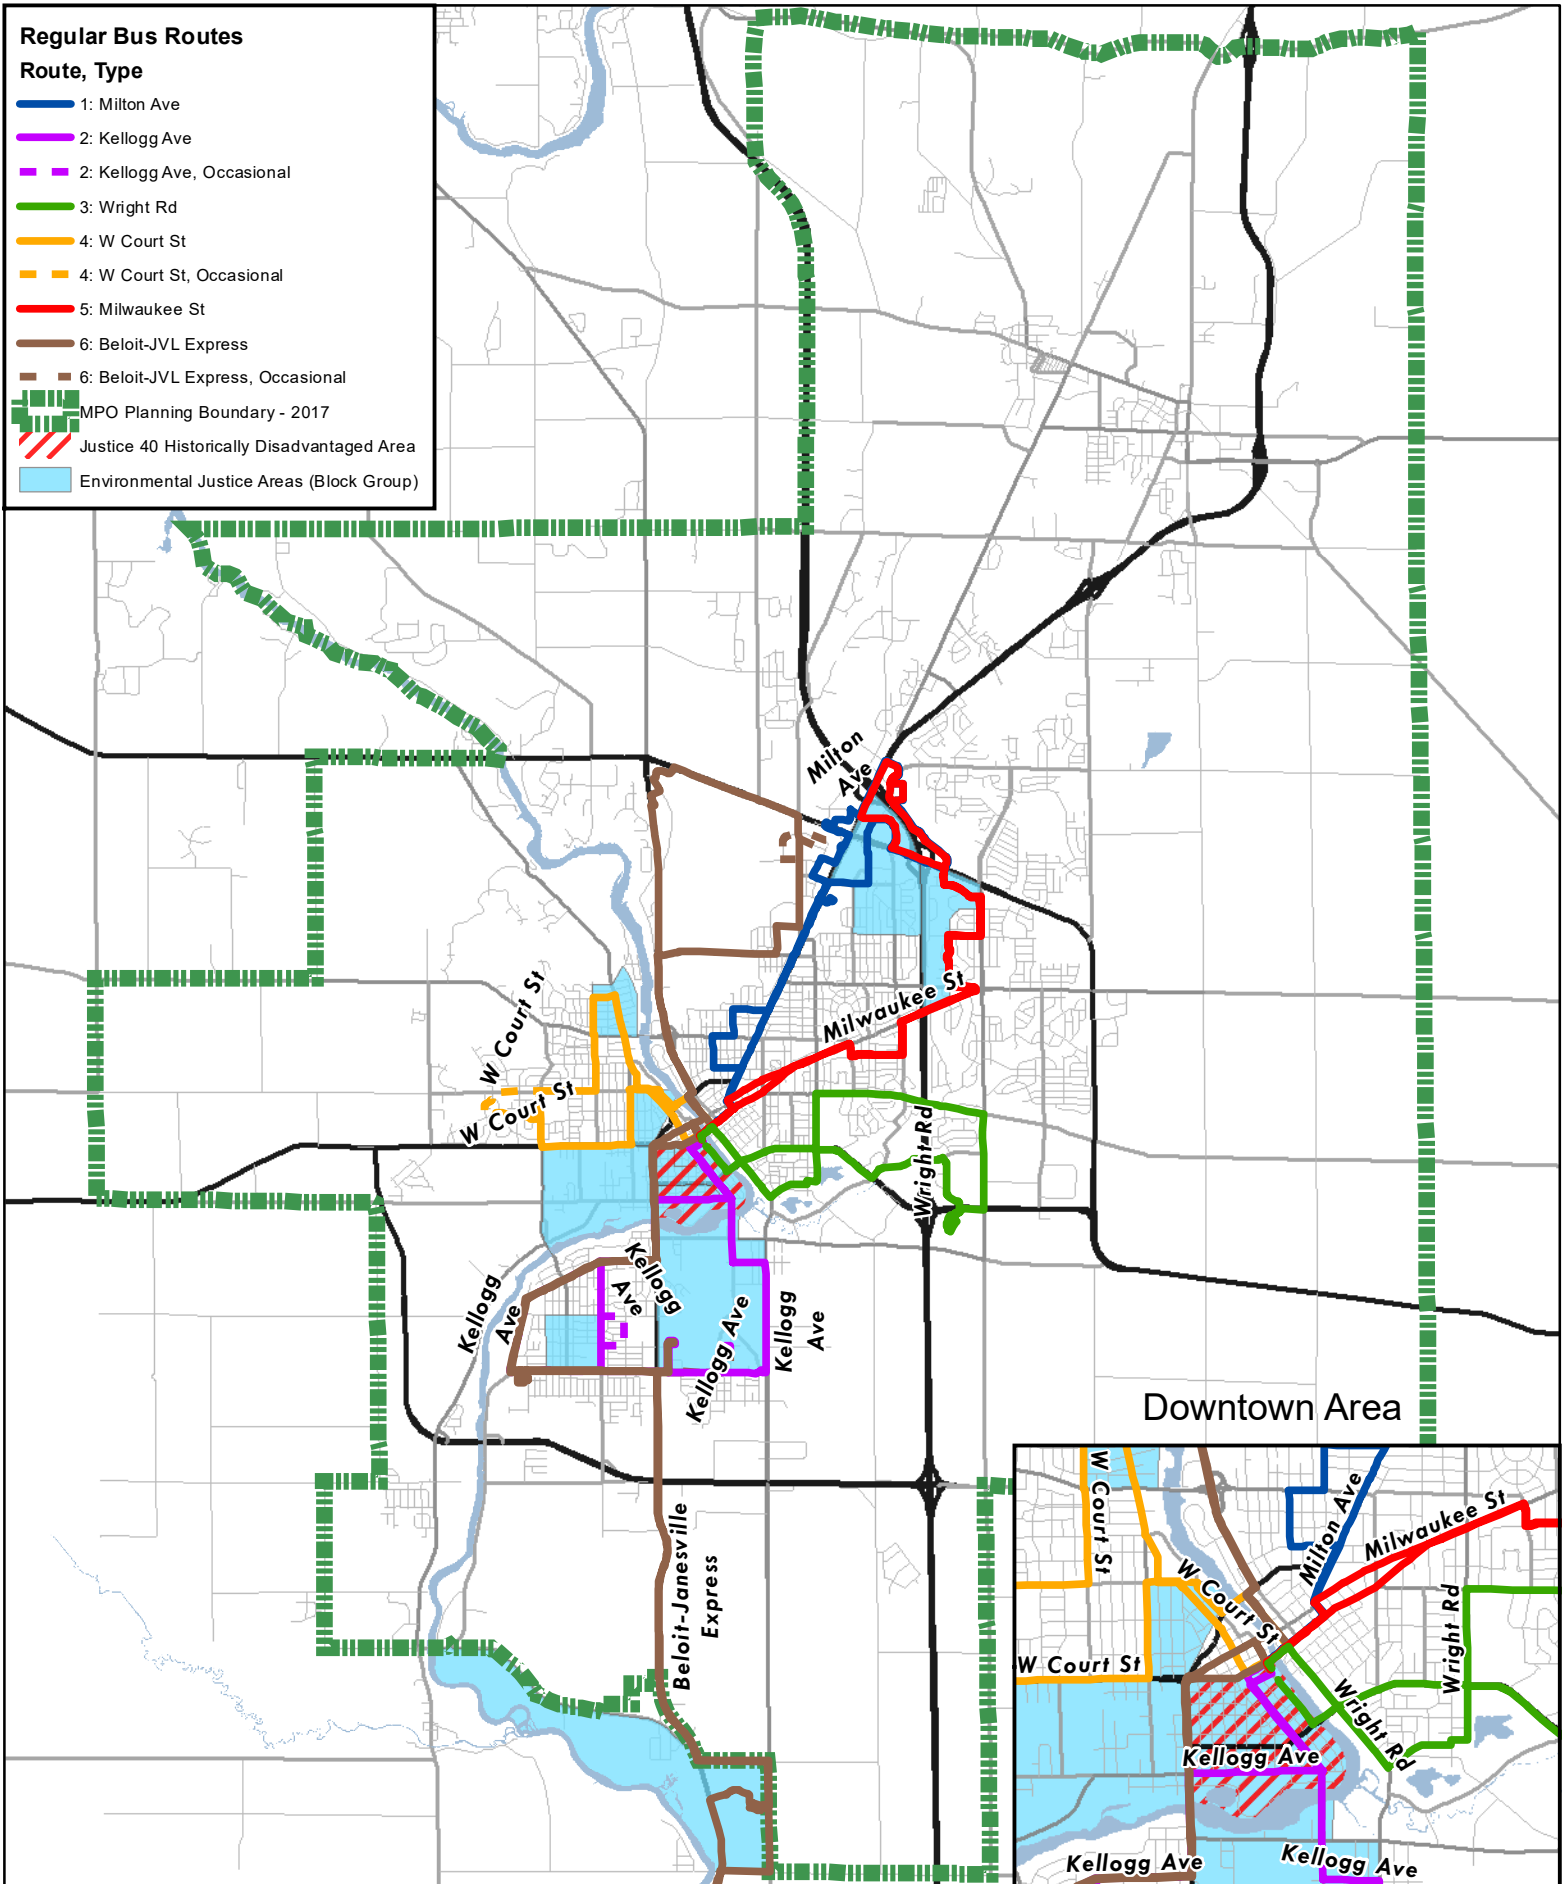 Regular Bus Routes
Route, Type
1: Milton Ave
2: Kellogg Ave
2: Kellogg Ave, Occasional
3: Wright Rd
4: W Court St
4: W Court St, Occasional
5: Milwaukee St
6: Beloit-JVL Express
6: Beloit-JVL Express, Occasional
MPO Planning Boundary - 2017
Justice 40 Historically Disadvantaged Area
Environmental Justice Areas (Block Group)
Milton
Ave
W Court St
Milwaukee St
W Court St
Wright Rd
Kellogg
Ave
Kellogg
Ave
Kellogg Ave
Kellogg
Ave
Beloit-Janesville
Express
Downtown Area
W Court St
Milton Ave
Milwaukee St
W Court St
Wright Rd
W Court St
Wright Rd
Kellogg Ave
Kellogg Ave
Kellogg Ave